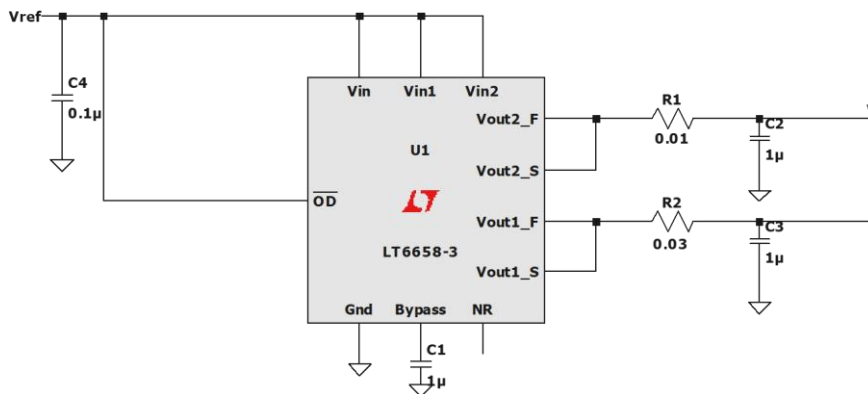 Vref
C4
0.1µ
Vin Vin1 Vin2
Vout2_F
R1
0.01
C2
1µ
U1
Vout2_S
OD
Vout1_F
R2
0.03
C3
1µ
LT6658-3
Vout1_S
Gnd Bypass NR
C1
1µ